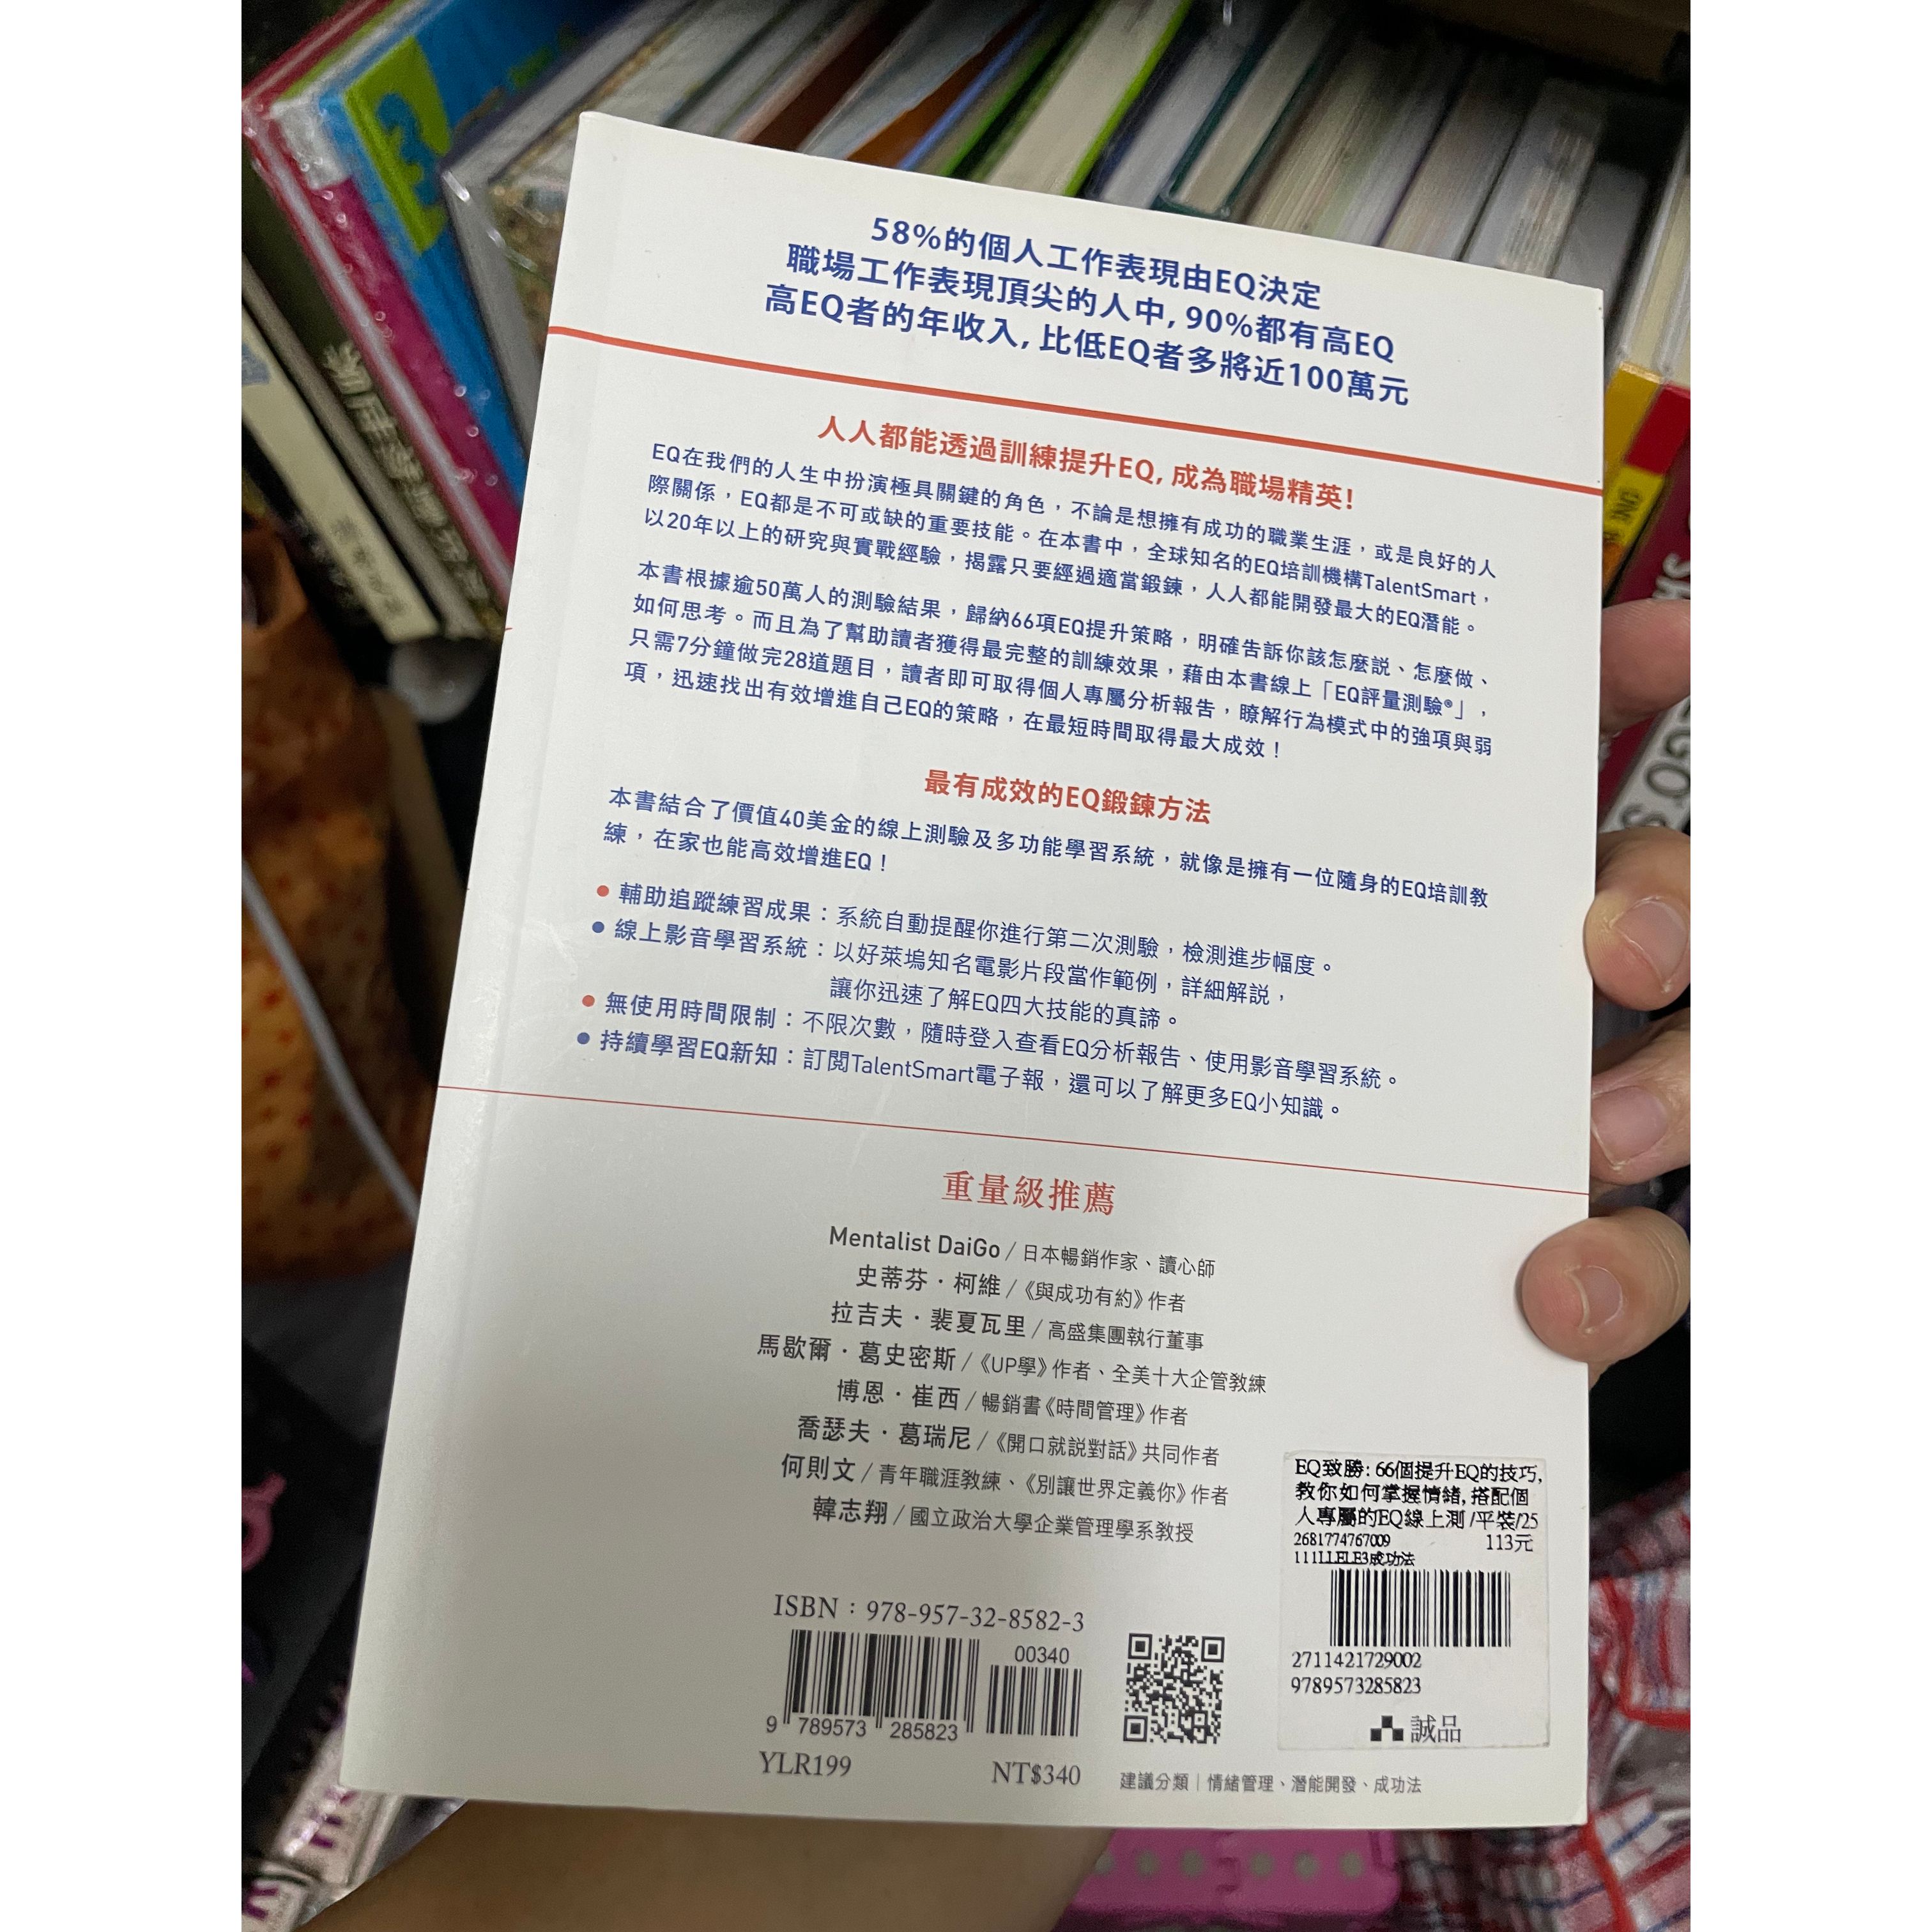 58%的個人工作表現由EQ決定
職場工作表現頂尖的人中, 90%都有高EQ
高EQ者的年收入, 比低EQ者多將近100萬元
人人都能透過訓練提升EQ, 成為職場精英!
EQ在我們的人生中扮演極具關鍵的角色，不論是想擁有成功的職業生涯，或是良好的人
際關係，EQ都是不可或缺的重要技能。在本書中，全球知名的EQ培訓機構TalentSmart，
以20年以上的研究與實戰經驗，揭露只要經過適當鍛鍊，人人都能開發最大的EQ潛能。
本書根據逾50萬人的測驗結果，歸納66項EQ提升策略，明確告訴你該怎麼說、怎麼做、
如何思考。而且為了幫助讀者獲得最完整的訓練效果，藉由本書線上「EQ評量測驗®」，
只需7分鐘做完28道題目，讀者即可取得個人專屬分析報告，瞭解行為模式中的強項與弱
項，迅速找出有效增進自己EQ的策略，在最短時間取得最大成效！
最有成效的EQ鍛鍊方法
本書結合了價值40美金的線上測驗及多功能學習系統，就像是擁有一位隨身的EQ培訓教
練，在家也能高效增進EQ！
● 輔助追蹤練習成果：系統自動提醒你進行第二次測驗，檢測進步幅度。
● 線上影音學習系統：以好萊塢知名電影片段當作範例，詳細解說，
讓你迅速了解EQ四大技能的真諦。
● 無使用時間限制：不限次數，隨時登入查看EQ分析報告、使用影音學習系統。
● 持續學習EQ新知：訂閱TalentSmart電子報，還可以了解更多EQ小知識。
重量級推薦
Mentalist DaiGo / 日本暢銷作家、讀心師
史蒂芬．柯維 / 《與成功有約》作者
拉吉夫．裴夏瓦里 / 高盛集團執行董事
馬歇爾．葛史密斯 / 《UP學》作者、全美十大企管教練
博恩．崔西 / 暢銷書《時間管理》作者
喬瑟夫．葛瑞尼 / 《開口就說對話》共同作者
何則文 / 青年職涯教練、《別讓世界定義你》作者
韓志翔 / 國立政治大學企業管理學系教授
ISBN：978-957-32-8582-3
00340
9 789573 285823
YLR199
NT$340
建議分類｜情緒管理、潛能開發、成功法
EQ致勝: 66個提升EQ的技巧,
教你如何掌握情緒, 搭配個
人專屬的EQ線上測 /平裝/25
2681774767009 113元
111LLELE3成功法
2711421729002
9789573285823
誠品
3